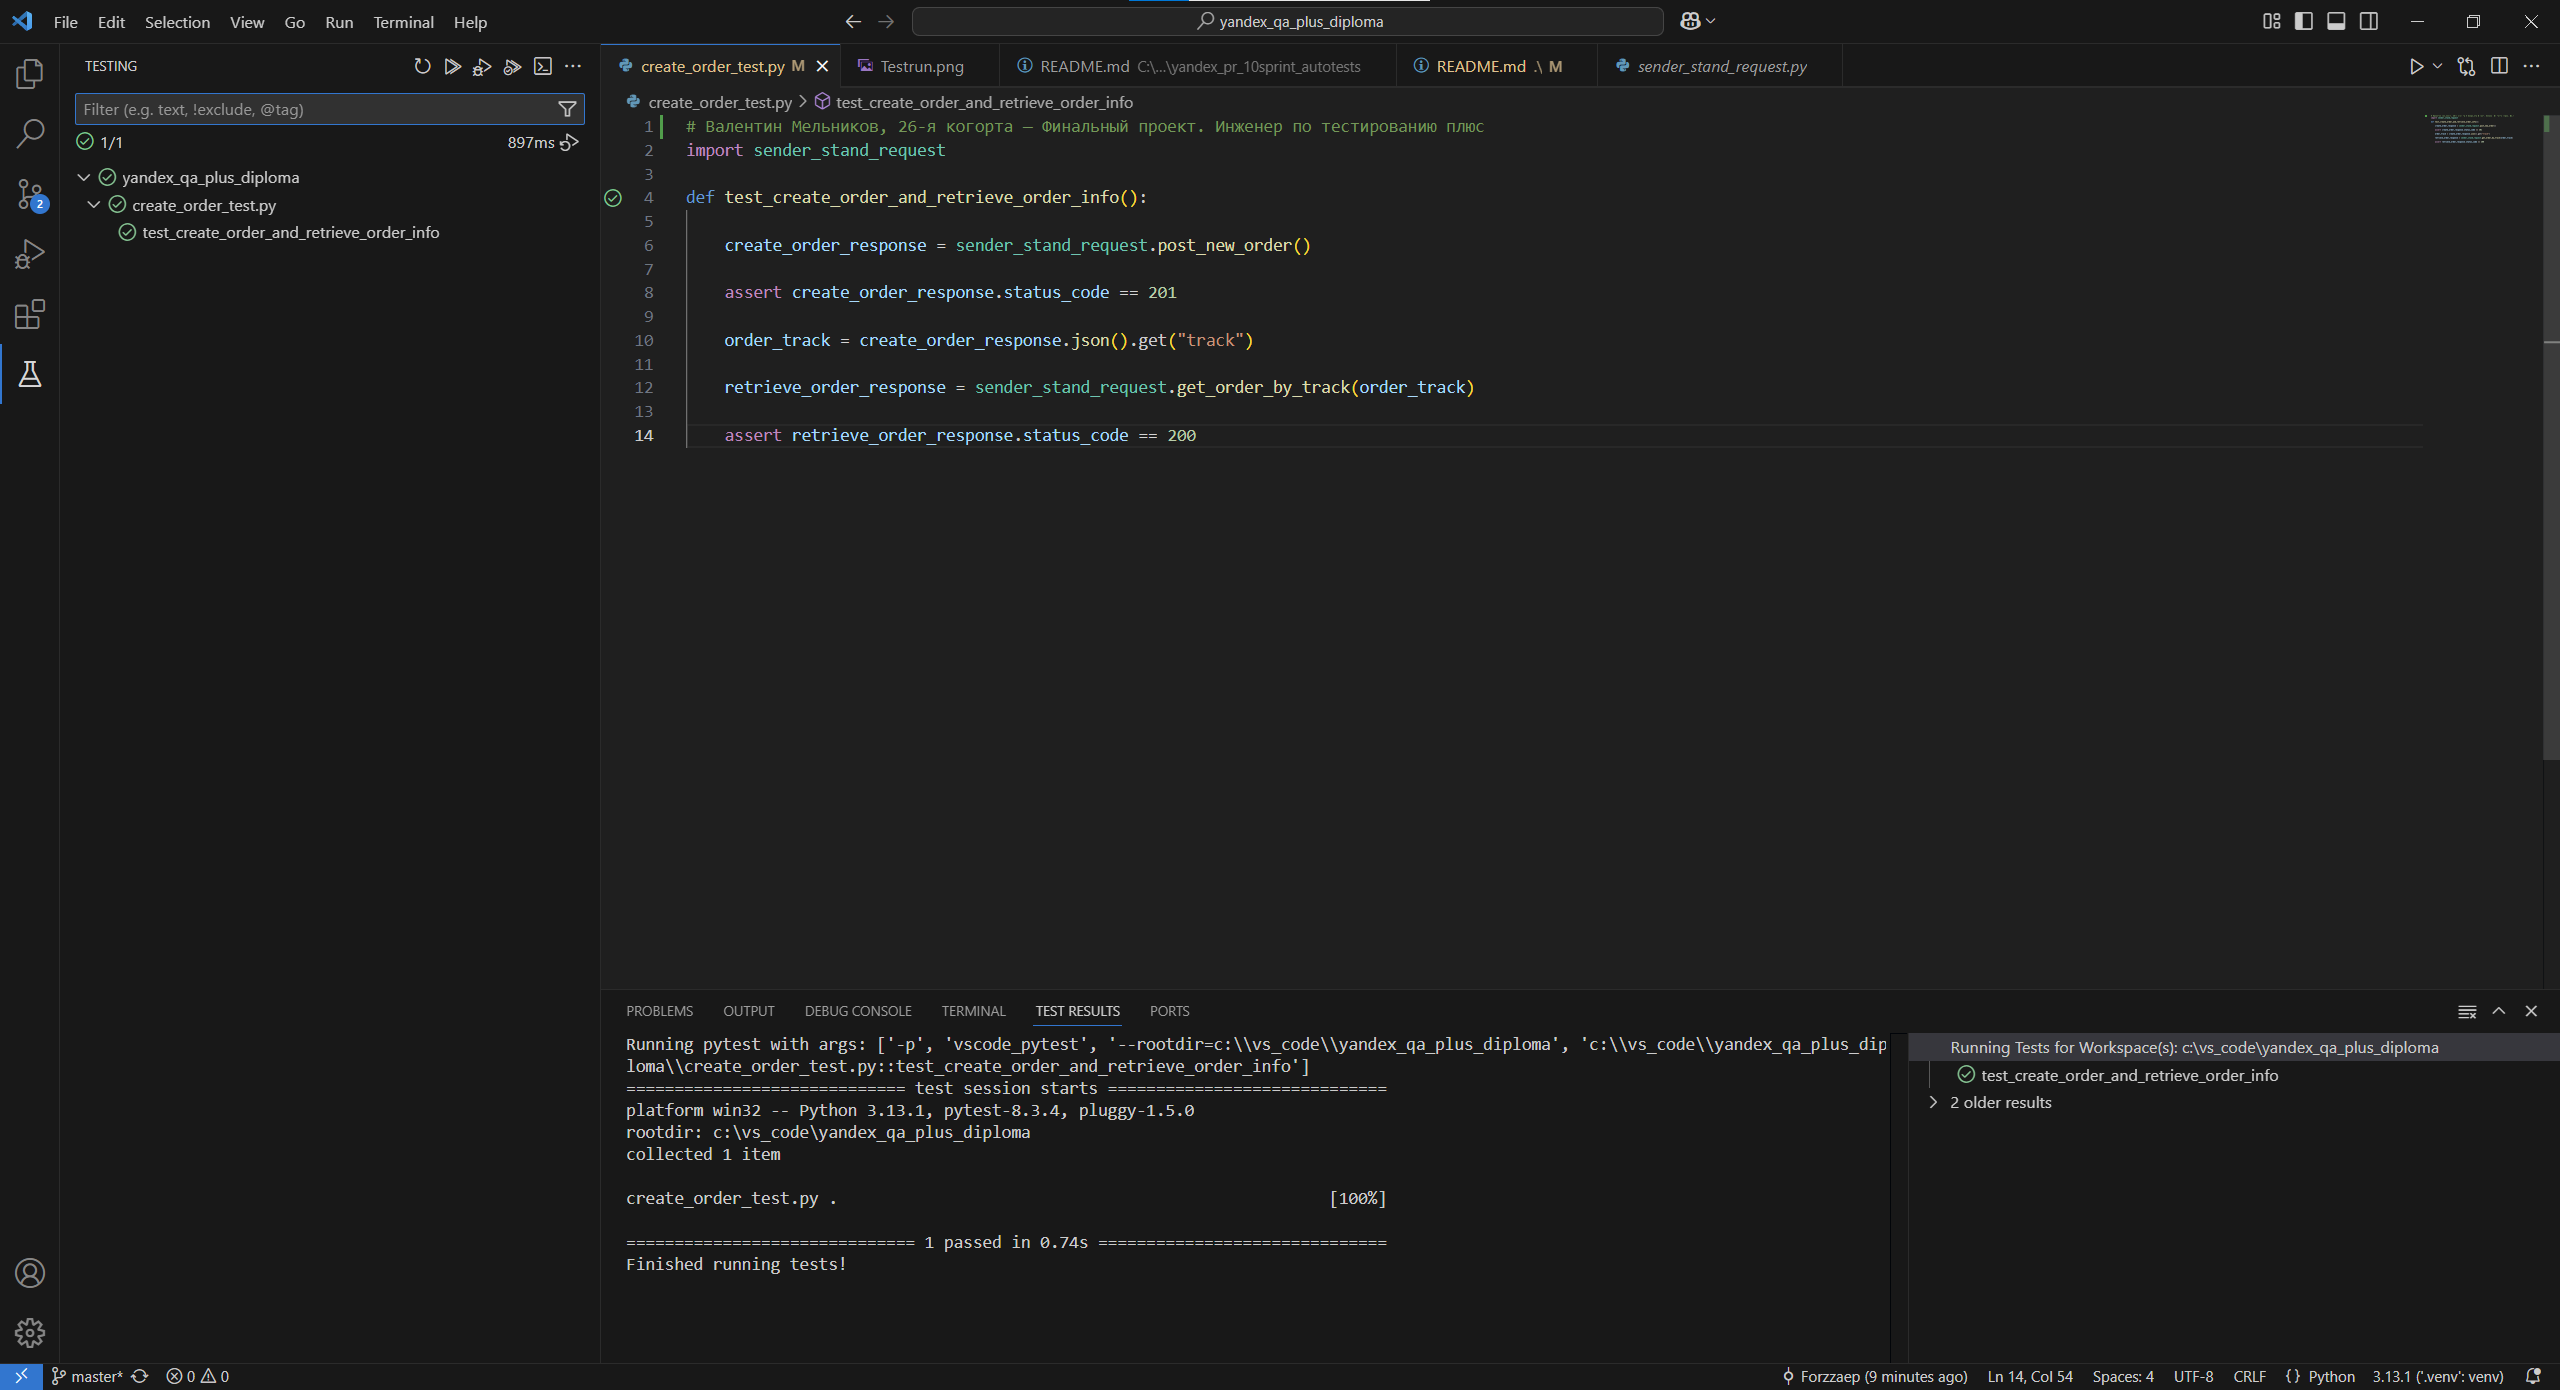 File Edit Selection View Go Run Terminal Help
yandex_qa_plus_diploma
TESTING
Filter (e.g. text, !exclude, @tag)
1/1
897ms
yandex_qa_plus_diploma
create_order_test.py
test_create_order_and_retrieve_order_info
2
create_order_test.py M
Testrun.png
README.md C:\...\yandex_pr_10sprint_autotests
README.md .\ M
sender_stand_request.py
create_order_test.py > test_create_order_and_retrieve_order_info
1 # Валентин Мельников, 26-я когорта — Финальный проект. Инженер по тестированию плюс
2 import sender_stand_request
3
4 def test_create_order_and_retrieve_order_info():
5
6 create_order_response = sender_stand_request.post_new_order()
7
8 assert create_order_response.status_code == 201
9
10 order_track = create_order_response.json().get("track")
11
12 retrieve_order_response = sender_stand_request.get_order_by_track(order_track)
13
14 assert retrieve_order_response.status_code == 200
PROBLEMS OUTPUT DEBUG CONSOLE TERMINAL TEST RESULTS PORTS
Running pytest with args: ['-p', 'vscode_pytest', '--rootdir=c:\\vs_code\\yandex_qa_plus_diploma', 'c:\\vs_code\\yandex_qa_plus_dip
loma\\create_order_test.py::test_create_order_and_retrieve_order_info']
============================= test session starts =============================
platform win32 -- Python 3.13.1, pytest-8.3.4, pluggy-1.5.0
rootdir: c:\vs_code\yandex_qa_plus_diploma
collected 1 item
create_order_test.py . [100%]
============================== 1 passed in 0.74s ==============================
Finished running tests!
Running Tests for Workspace(s): c:\vs_code\yandex_qa_plus_diploma
test_create_order_and_retrieve_order_info
2 older results
master* 0 0
Forzzaep (9 minutes ago) Ln 14, Col 54 Spaces: 4 UTF-8 CRLF {} Python 3.13.1 ('.venv': venv)